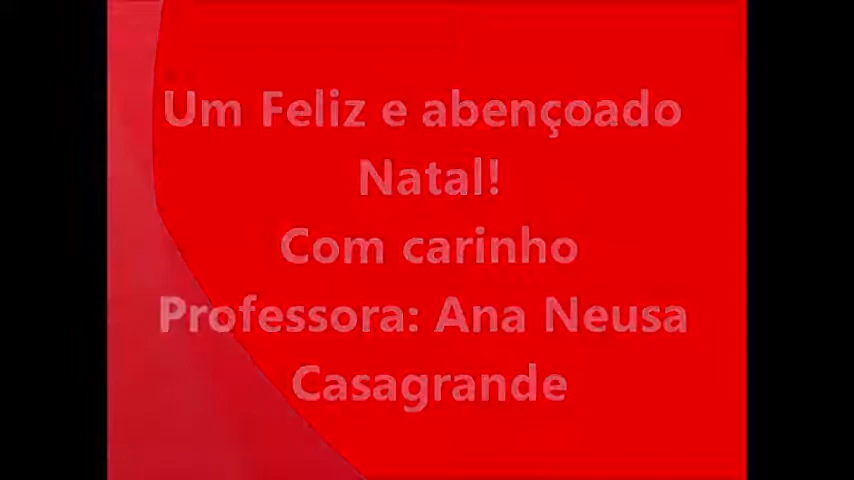 Um Feliz e abençoado
Natal!
Com carinho
Professora: Ana Neusa
Casagrande